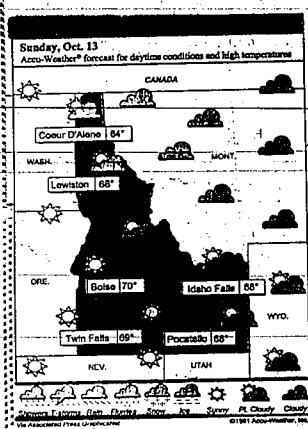 Sunday, Oct. 13
Accu-Weather® forecast for daytime conditions and high temperatures
CANADA
Coeur D'Alene 64°
WASH.
MONT.
Lewiston 68°
ORE.
Boise 70°
Idaho Falls 68°
WYO.
Twin Falls 69°
Pocatello 68°
NEV.
UTAH
Showers T-storms Rain Flurries Snow Ice Sunny Pt. Cloudy Cloudy
Via Associated Press GraphicsNet
©1991 Accu-Weather, Inc.